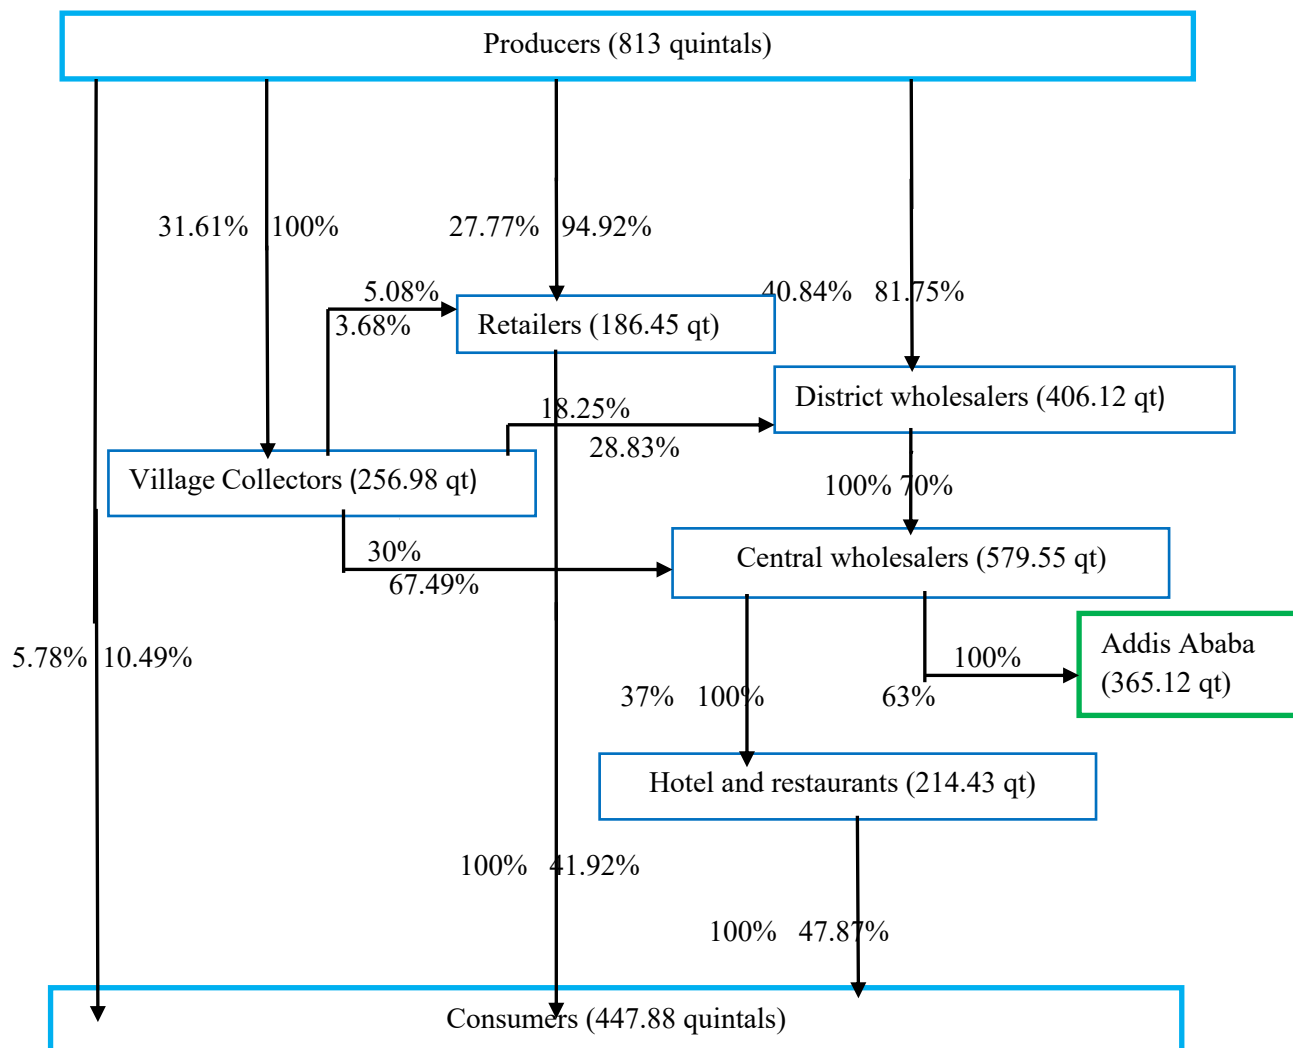 Producers (813 quintals)
31.61% 100%
27.77% 94.92%
5.08%
40.84% 81.75%
3.68%
Retailers (186.45 qt)
District wholesalers (406.12 qt)
18.25%
28.83%
Village Collectors (256.98 qt)
100% 70%
30%
Central wholesalers (579.55 qt)
67.49%
5.78% 10.49%
100%
Addis Ababa
(365.12 qt)
37% 100%
63%
Hotel and restaurants (214.43 qt)
100% 41.92%
100% 47.87%
Consumers (447.88 quintals)